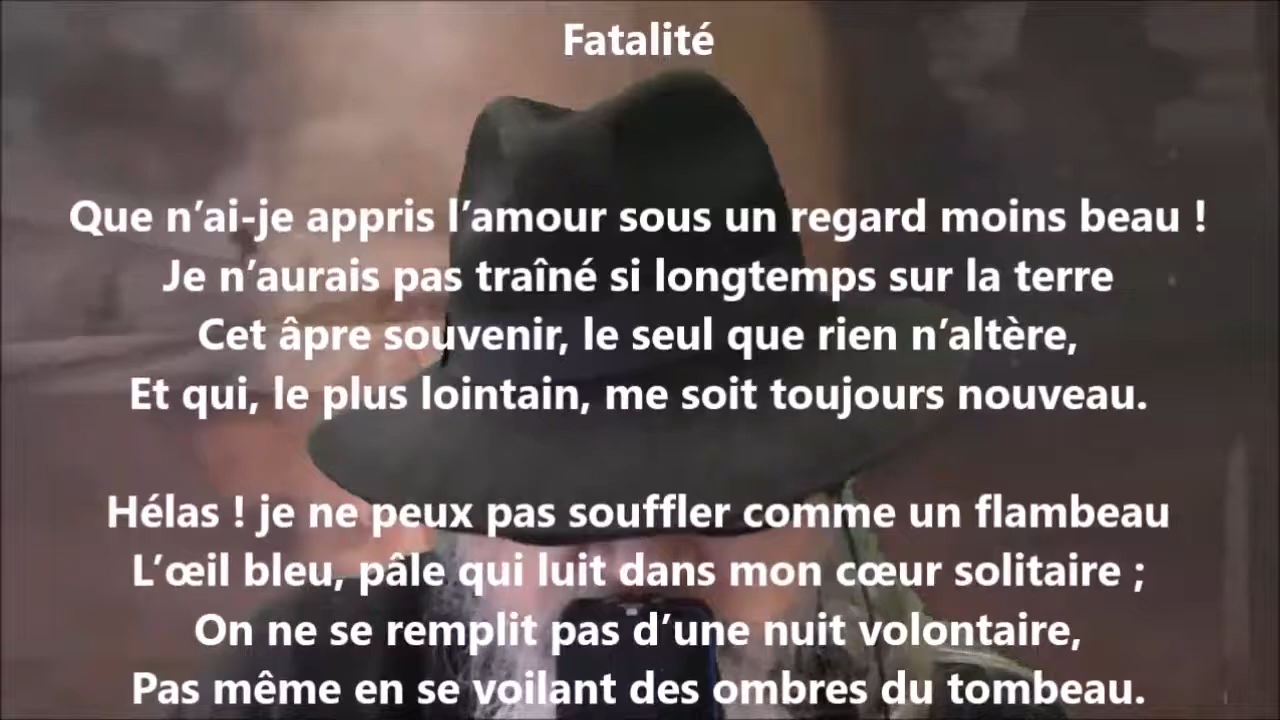 Fatalité
Que n’ai-je appris l’amour sous un regard moins beau !
Je n’aurais pas traîné si longtemps sur la terre
Cet âpre souvenir, le seul que rien n’altère,
Et qui, le plus lointain, me soit toujours nouveau.
Hélas ! je ne peux pas souffler comme un flambeau
L’œil bleu, pâle qui luit dans mon cœur solitaire ;
On ne se remplit pas d’une nuit volontaire,
Pas même en se voilant des ombres du tombeau.